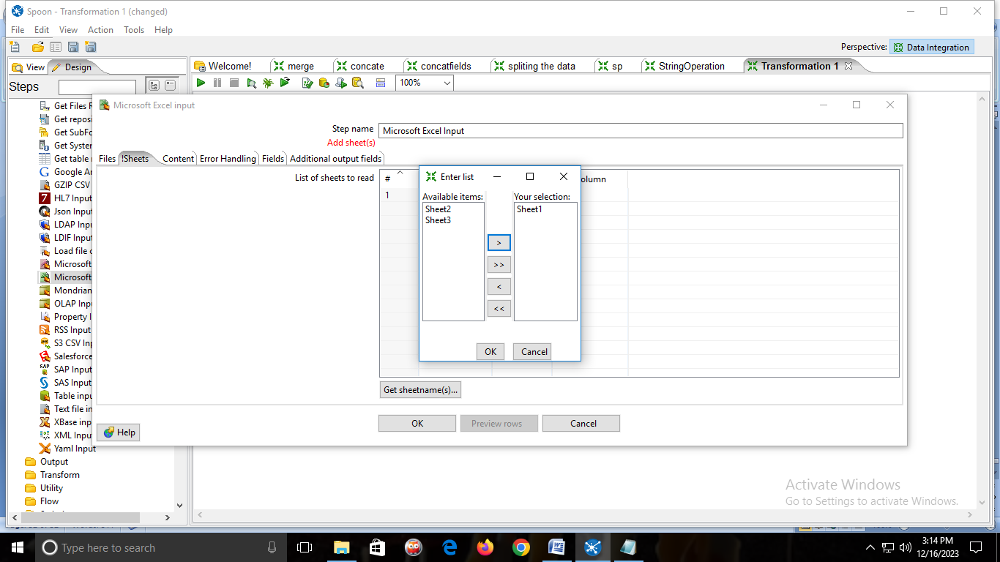 Spoon - Transformation 1 (changed)
File Edit View Action Tools Help
Perspective: Data Integration
View Design
Welcome! merge concate concatfields spliting the data sp StringOperation Transformation 1
Steps
100%
Get Files R
Get reposi
Get SubFo
Get System
Get table
Google An
GZIP CSV
HL7 Input
Json Input
LDAP Inpu
LDIF Input
Load file c
Microsoft
Microsoft
Mondrian
OLAP Inpu
Property I
RSS Input
S3 CSV Inp
Salesforce
SAP Input
SAS Input
Table inpu
Text file in
XBase inp
XML Input
Yaml Input
Output
Transform
Utility
Flow
Microsoft Excel input
Step name Microsoft Excel Input
Add sheet(s)
Files !Sheets Content Error Handling Fields Additional output fields
List of sheets to read
# olumn
1
Enter list
Available items: Your selection:
Sheet2 Sheet1
Sheet3
>
>>
<
<<
OK Cancel
Get sheetname(s)...
OK Preview rows Cancel
Help
Activate Windows
Go to Settings to activate Windows.
Type here to search
3:14 PM
12/16/2023